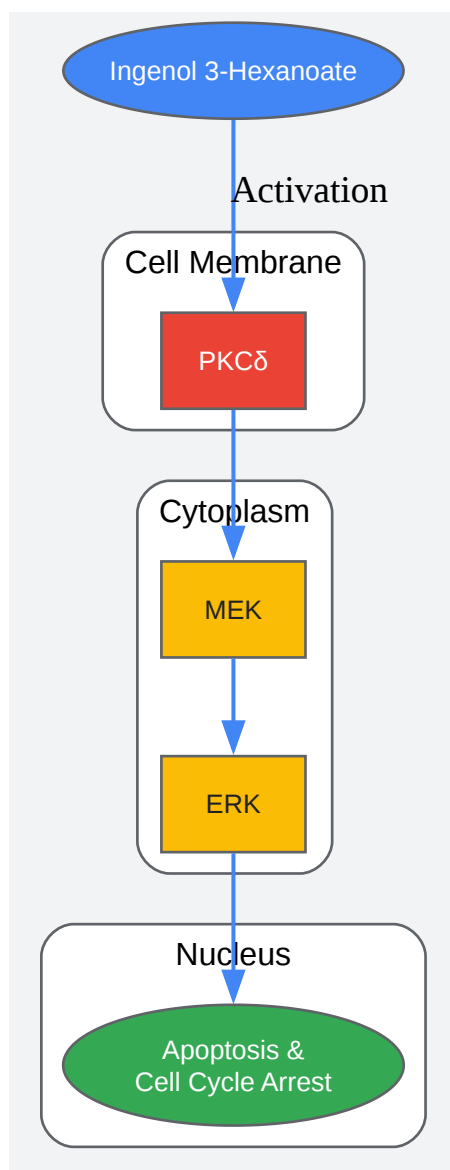 Ingenol 3-Hexanoate
Activation
Cell Membrane
PKCδ
Cytoplasm
MEK
ERK
Nucleus
Apoptosis &
Cell Cycle Arrest